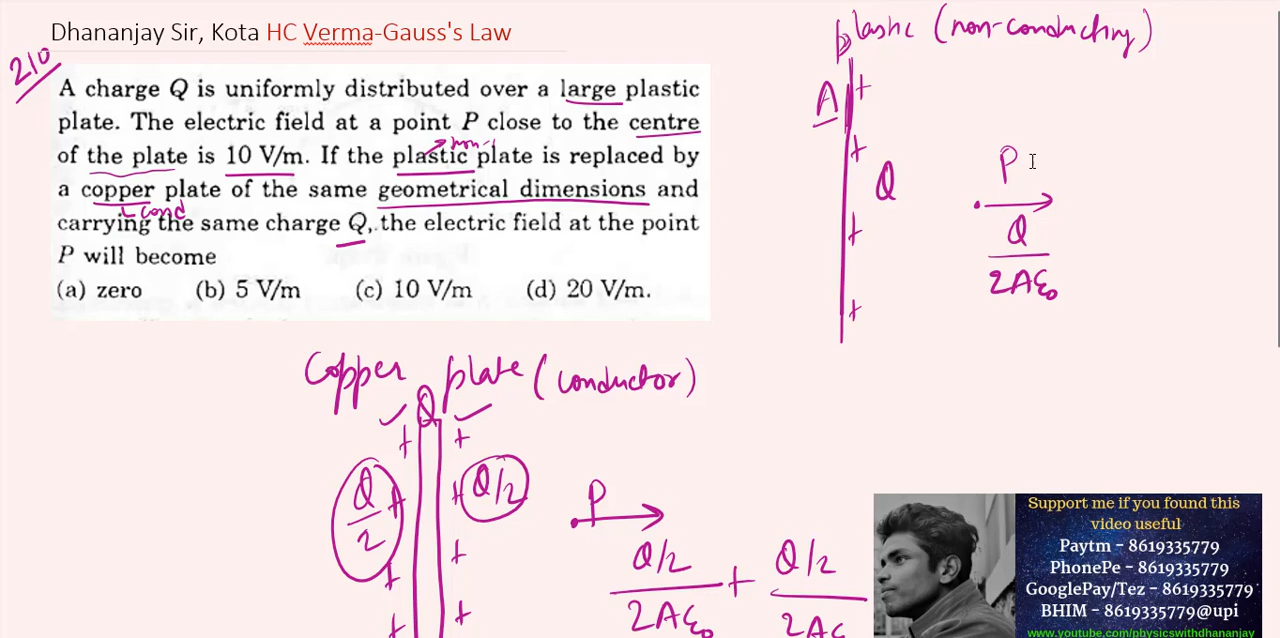 Dhananjay Sir, Kota HC Verma-Gauss's Law
210
A charge Q is uniformly distributed over a large plastic
plate. The electric field at a point P close to the centre
of the plate is 10 V/m. If the plastic plate is replaced by
a copper plate of the same geometrical dimensions and
carrying the same charge Q, the electric field at the point
P will become
(a) zero (b) 5 V/m (c) 10 V/m (d) 20 V/m.
non-
cond
plastic (non-conducting)
A
+
+
+
+
Q
P
Q
2Aε₀
Copper plate (conductor)
Q
+ +
Q/2 + + Q/2
+ +
+ +
P
Q/2 + Q/2
2Aε₀
Support me if you found this
video useful
Paytm - 8619335779
PhonePe - 8619335779
GooglePay/Tez - 8619335779
BHIM - 8619335779@upi
www.youtube.com/physicswithdhananjay